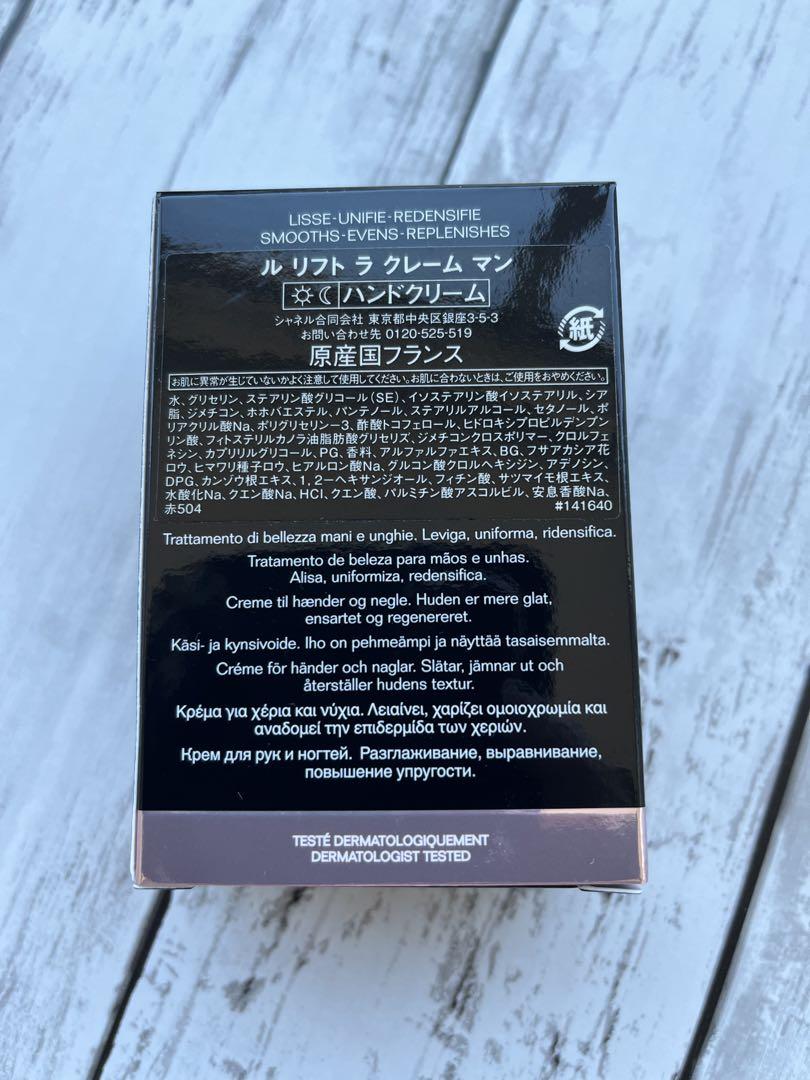 LISSE-UNIFIE-REDENSIFIE
SMOOTHS-EVENS-REPLENISHES
ル リフト ラ クレーム マン
ハンドクリーム
シャネル合同会社 東京都中央区銀座3-5-3
お問い合わせ先 0120-525-519
原産国フランス
紙
お肌に異常が生じていないかよく注意して使用してください。お肌に合わないときは、ご使用をおやめください。
水、グリセリン、ステアリン酸グリコール(SE)、イソステアリン酸イソステアリル、シア
脂、ジメチコン、ホホバエステル、パンテノール、ステアリルアルコール、セタノール、ポ
リアクリル酸Na、ポリグリセリン-3、酢酸トコフェロール、ヒドロキシプロピルデンプ
リン酸、フィトステリルカノラ油脂肪酸グリセリズ、ジメチコンクロスポリマー、クロルフェ
ネシン、カプリリルグリコール、PG、香料、アルファルファエキス、BG、フサアカシア花
ロウ、ヒマワリ種子ロウ、ヒアルロン酸Na、グルコン酸クロルヘキシジン、アデノシン、
DPG、カンゾウ根エキス、1,2-ヘキサンジオール、フィチン酸、サツマイモ根エキス、
水酸化Na、クエン酸Na、HCl、クエン酸、パルミチン酸アスコルビル、安息香酸Na、
赤504 #141640
Trattamento di bellezza mani e unghie. Leviga, uniforma, ridensifica.
Tratamento de beleza para mãos e unhas.
Alisa, uniformiza, redensifica.
Creme til hænder og negle. Huden er mere glat,
ensartet og regenereret.
Käsi- ja kynsivoide. Iho on pehmeämpi ja näyttää tasaisemmalta.
Créme för händer och naglar. Slätar, jämnar ut och
återställer hudens textur.
Κρέμα για χέρια και νύχια. Λειαίνει, χαρίζει ομοιοχρωμία και
αναδομεί την επιδερμίδα των χεριών.
Крем для рук и ногтей. Разглаживание, выравнивание,
повышение упругости.
TESTÉ DERMATOLOGIQUEMENT
DERMATOLOGIST TESTED